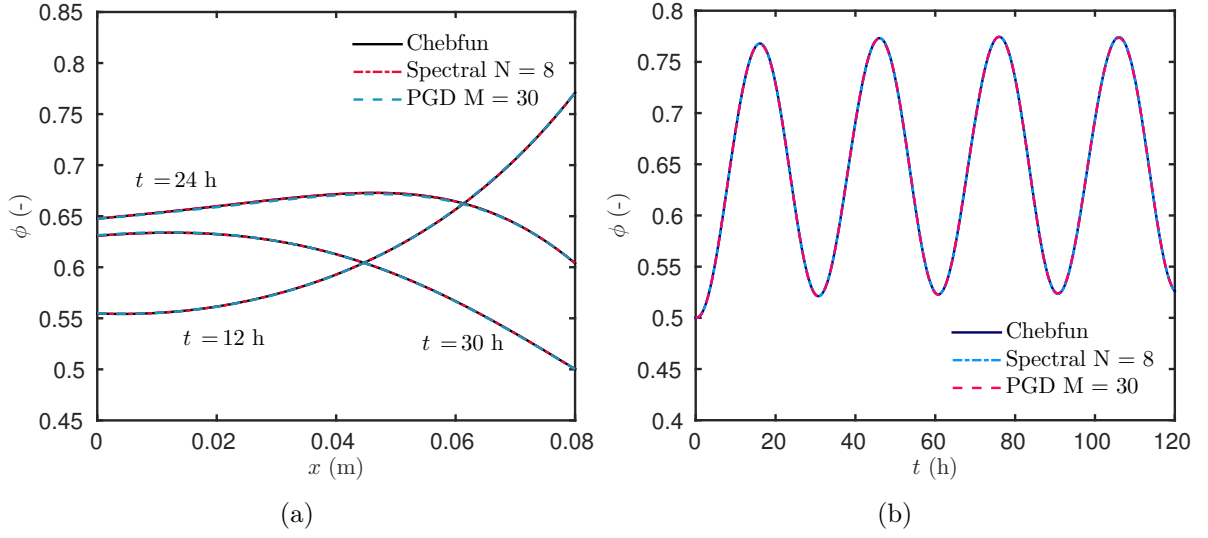 0.85
0.8
0.75
0.7
0.65
0.6
0.55
0.5
0.45
ϕ (-)
Chebfun
Spectral N = 8
PGD M = 30
t = 24 h
t = 12 h
t = 30 h
0 0.02 0.04 0.06 0.08
x (m)
(a)
0.8
0.75
0.7
0.65
0.6
0.55
0.5
0.45
0.4
ϕ (-)
Chebfun
Spectral N = 8
PGD M = 30
0 20 40 60 80 100 120
t (h)
(b)